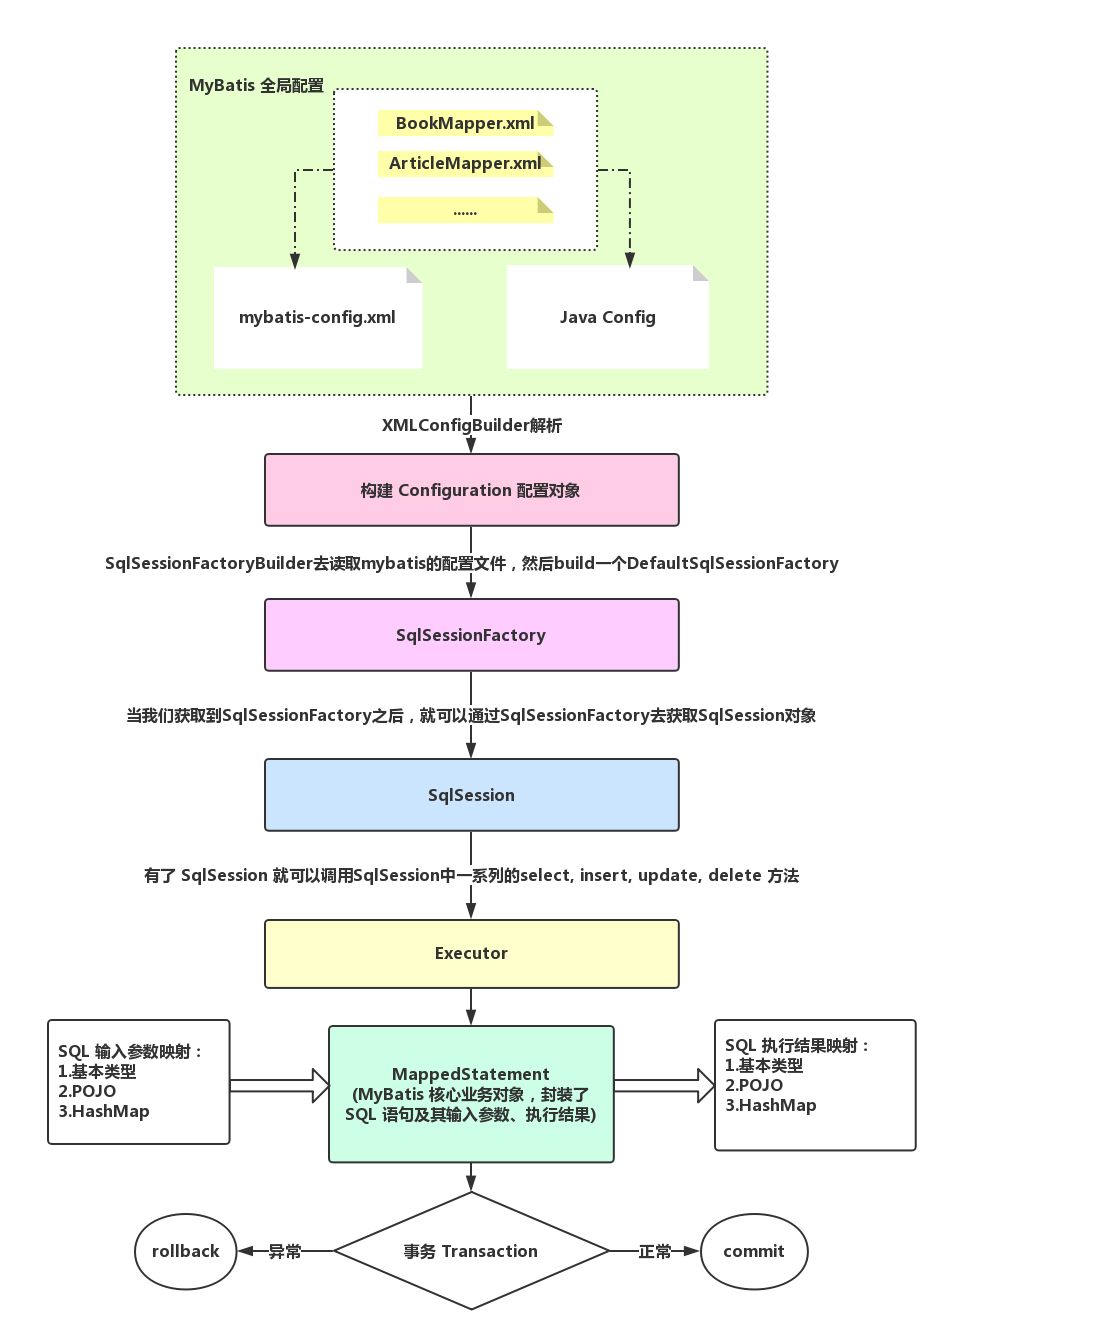 MyBatis 全局配置
BookMapper.xml
ArticleMapper.xml
......
mybatis-config.xml
Java Config
XMLConfigBuilder解析
构建 Configuration 配置对象
SqlSessionFactoryBuilder去读取mybatis的配置文件，然后build一个DefaultSqlSessionFactory
SqlSessionFactory
当我们获取到SqlSessionFactory之后，就可以通过SqlSessionFactory去获取SqlSession对象
SqlSession
有了 SqlSession 就可以调用SqlSession中一系列的select, insert, update, delete 方法
Executor
SQL 输入参数映射：
1.基本类型
2.POJO
3.HashMap
MappedStatement
(MyBatis 核心业务对象，封装了
SQL 语句及其输入参数、执行结果)
SQL 执行结果映射：
1.基本类型
2.POJO
3.HashMap
rollback
异常
事务 Transaction
正常
commit